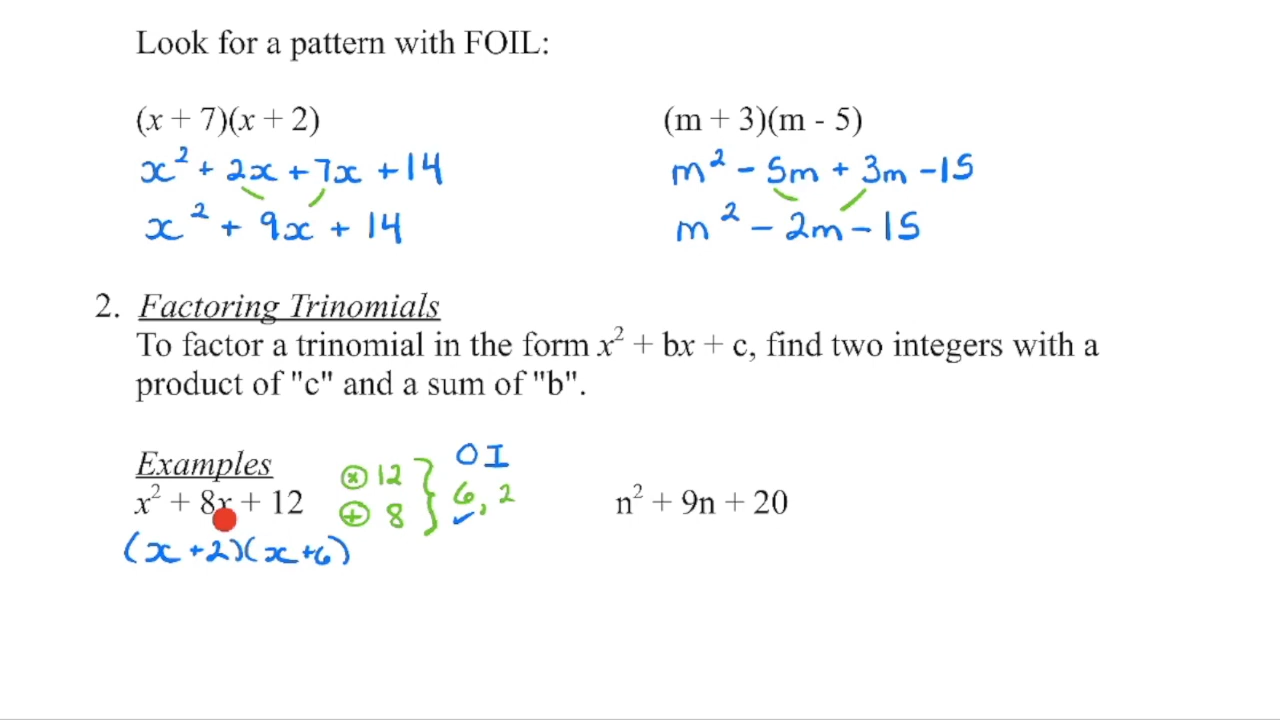 Look for a pattern with FOIL:
(x + 7)(x + 2)
x² + 2x + 7x + 14
x² + 9x + 14
(m + 3)(m - 5)
m² - 5m + 3m - 15
m² - 2m - 15
2. Factoring Trinomials
To factor a trinomial in the form x² + bx + c, find two integers with a
product of "c" and a sum of "b".
Examples
x² + 8x + 12
(x + 2)(x + 6)
⊗ 12
⊕ 8
O I
6, 2
n² + 9n + 20